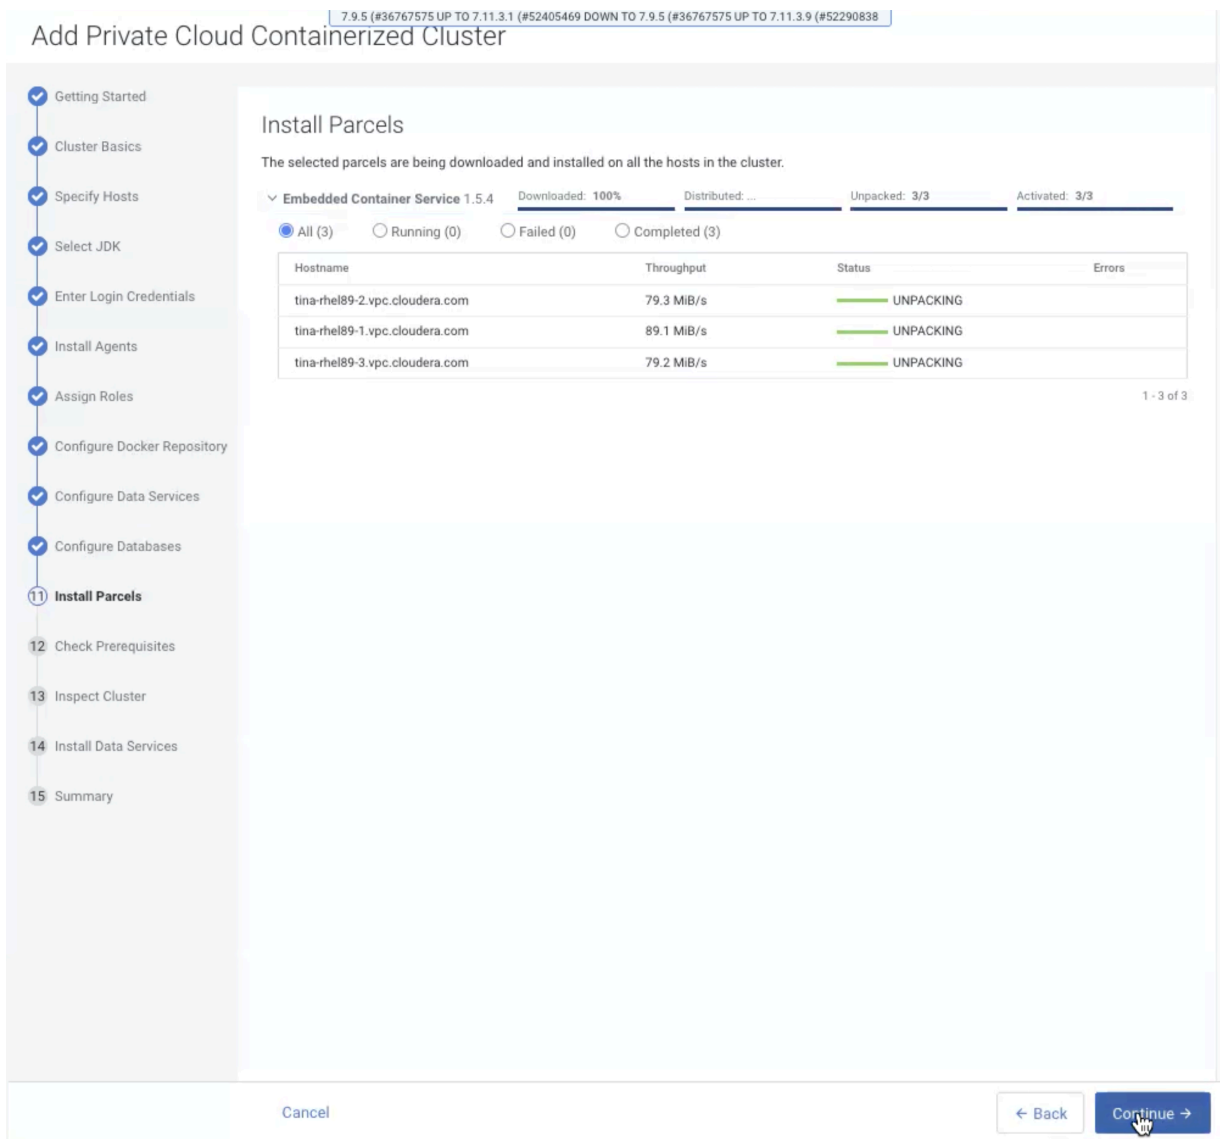 7.9.5 (#36767575 UP TO 7.11.3.1 (#52405469 DOWN TO 7.9.5 (#36767575 UP TO 7.11.3.9 (#52290838
Add Private Cloud Containerized Cluster
Getting Started
Cluster Basics
Specify Hosts
Select JDK
Enter Login Credentials
Install Agents
Assign Roles
Configure Docker Repository
Configure Data Services
Configure Databases
11 Install Parcels
12 Check Prerequisites
13 Inspect Cluster
14 Install Data Services
15 Summary
Install Parcels
The selected parcels are being downloaded and installed on all the hosts in the cluster.
Embedded Container Service 1.5.4 Downloaded: 100% Distributed: ... Unpacked: 3/3 Activated: 3/3
All (3) Running (0) Failed (0) Completed (3)
Hostname Throughput Status Errors
tina-rhel89-2.vpc.cloudera.com 79.3 MiB/s UNPACKING
tina-rhel89-1.vpc.cloudera.com 89.1 MiB/s UNPACKING
tina-rhel89-3.vpc.cloudera.com 79.2 MiB/s UNPACKING
1 - 3 of 3
Cancel ← Back Continue →